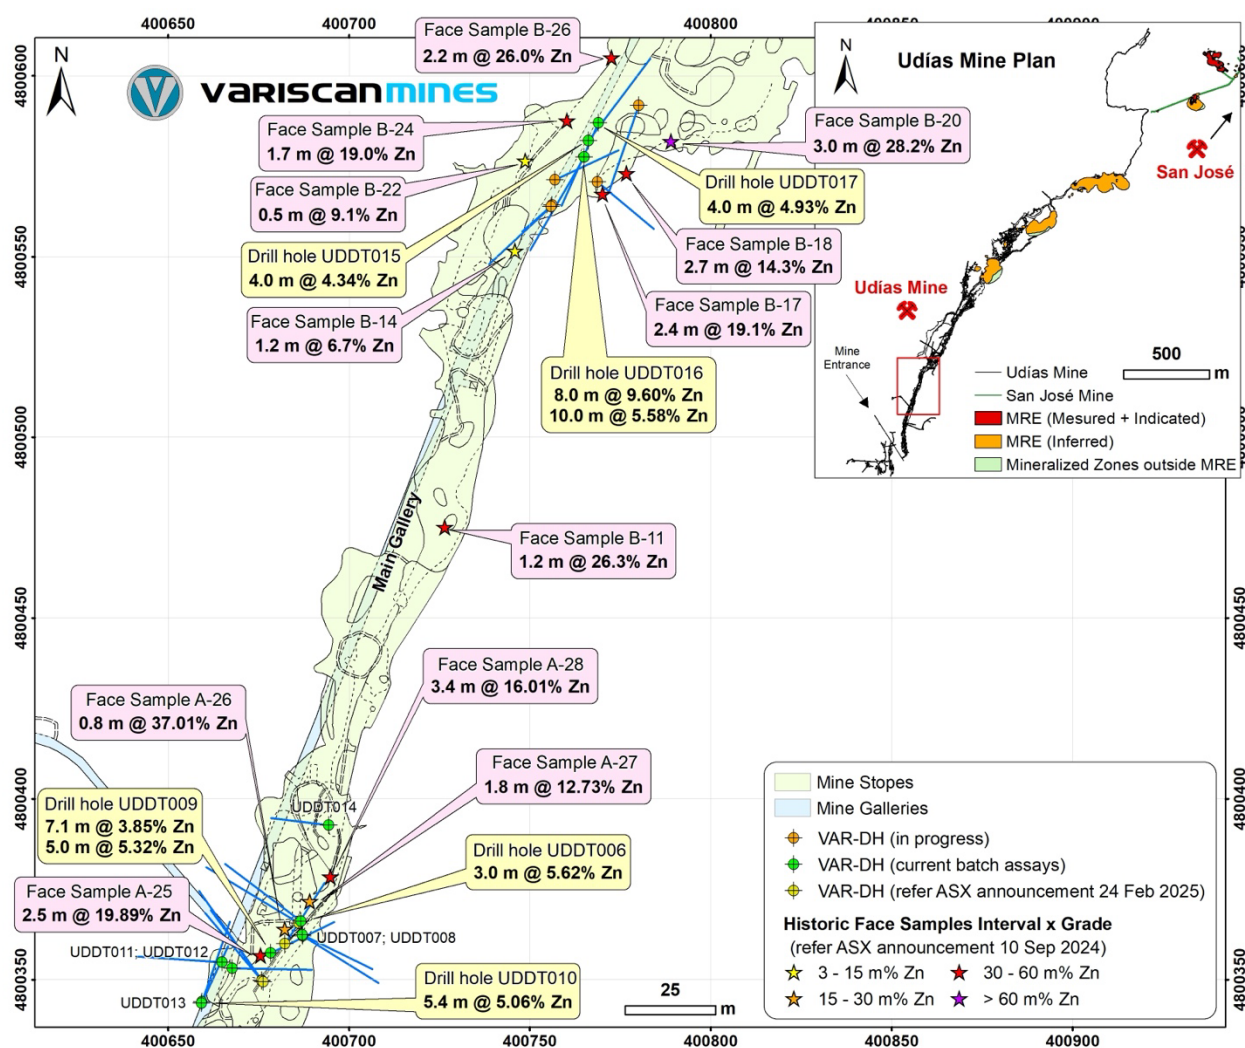 400650
400700
400800
400850
400900
N
VARISCANMINES
Face Sample B-26
2.2 m @ 26.0% Zn
Face Sample B-24
1.7 m @ 19.0% Zn
Face Sample B-22
0.5 m @ 9.1% Zn
Face Sample B-20
3.0 m @ 28.2% Zn
Drill hole UDDT017
4.0 m @ 4.93% Zn
Drill hole UDDT015
4.0 m @ 4.34% Zn
Face Sample B-18
2.7 m @ 14.3% Zn
Face Sample B-14
1.2 m @ 6.7% Zn
Face Sample B-17
2.4 m @ 19.1% Zn
Drill hole UDDT016
8.0 m @ 9.60% Zn
10.0 m @ 5.58% Zn
Main Gallery
Face Sample B-11
1.2 m @ 26.3% Zn
Face Sample A-28
3.4 m @ 16.01% Zn
Face Sample A-26
0.8 m @ 37.01% Zn
Face Sample A-27
1.8 m @ 12.73% Zn
UDDT014
Drill hole UDDT009
7.1 m @ 3.85% Zn
5.0 m @ 5.32% Zn
Drill hole UDDT006
3.0 m @ 5.62% Zn
Face Sample A-25
2.5 m @ 19.89% Zn
UDDT007; UDDT008
UDDT011; UDDT012
Drill hole UDDT010
5.4 m @ 5.06% Zn
UDDT013
25
m
N
Udías Mine Plan
San José
Udías Mine
Mine
Entrance
500
m
Udías Mine
San José Mine
MRE (Mesured + Indicated)
MRE (Inferred)
Mineralized Zones outside MRE
Mine Stopes
Mine Galleries
VAR-DH (in progress)
VAR-DH (current batch assays)
VAR-DH (refer ASX announcement 24 Feb 2025)
Historic Face Samples Interval x Grade
(refer ASX announcement 10 Sep 2024)
3 - 15 m% Zn
30 - 60 m% Zn
15 - 30 m% Zn
> 60 m% Zn
4800600
4800550
4800500
4800450
4800400
4800350
4800450
4800400
4800350
400650
400700
400750
400800
400850
400900